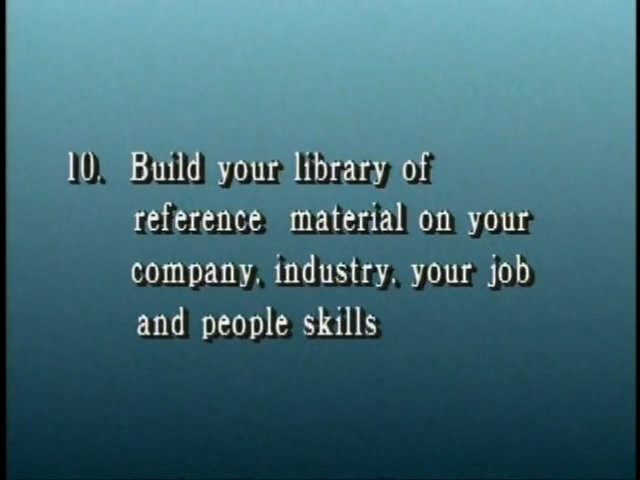 10. Build your library of
reference material on your
company, industry, your job
and people skills